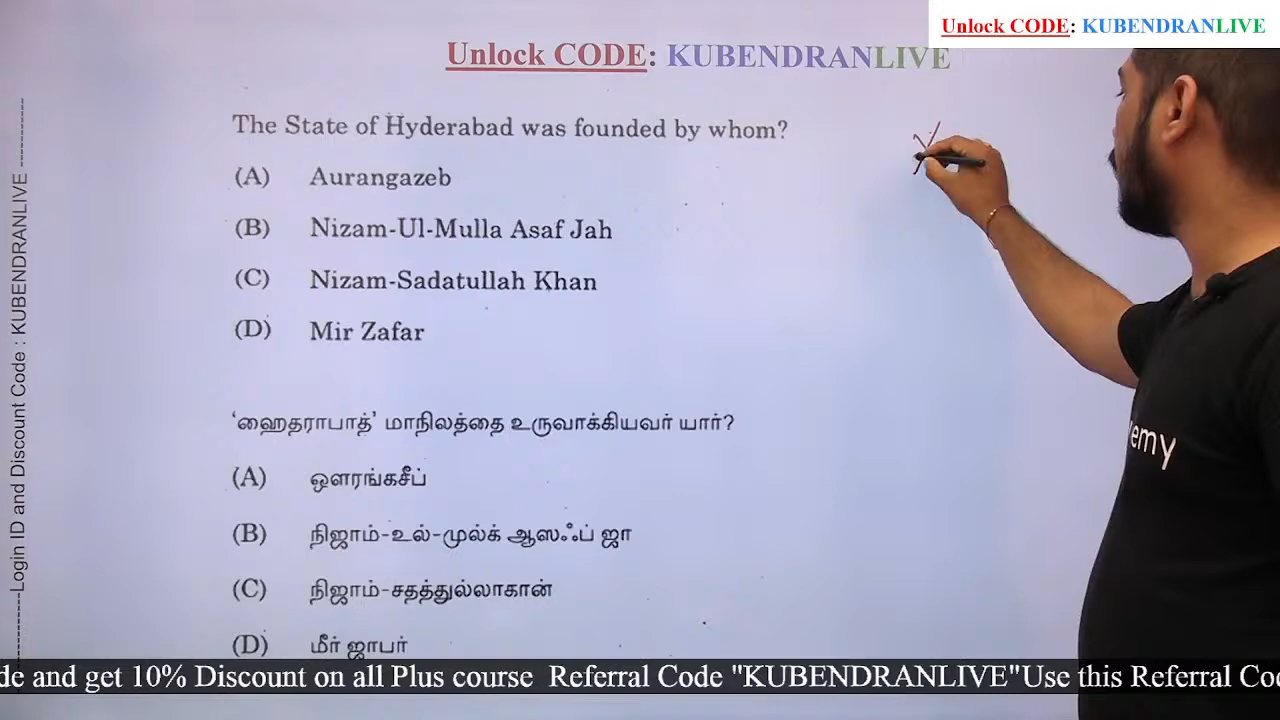 Unlock CODE: KUBENDRANLIVE
Unlock CODE: KUBENDRANLIVE
The State of Hyderabad was founded by whom?
(A) Aurangazeb
(B) Nizam-Ul-Mulla Asaf Jah
(C) Nizam-Sadatullah Khan
(D) Mir Zafar
‘ஹைதராபாத்’ மாநிலத்தை உருவாக்கியவர் யார்?
(A) ஔரங்கசீப்
(B) நிஜாம்-உல்-முல்க் ஆஸஃப் ஜா
(C) நிஜாம்-சதத்துல்லாகான்
(D) மீர் ஜாபர்
Login ID and Discount Code : KUBENDRANLIVE
emy
de and get 10% Discount on all Plus course Referral Code "KUBENDRANLIVE"Use this Referral Co